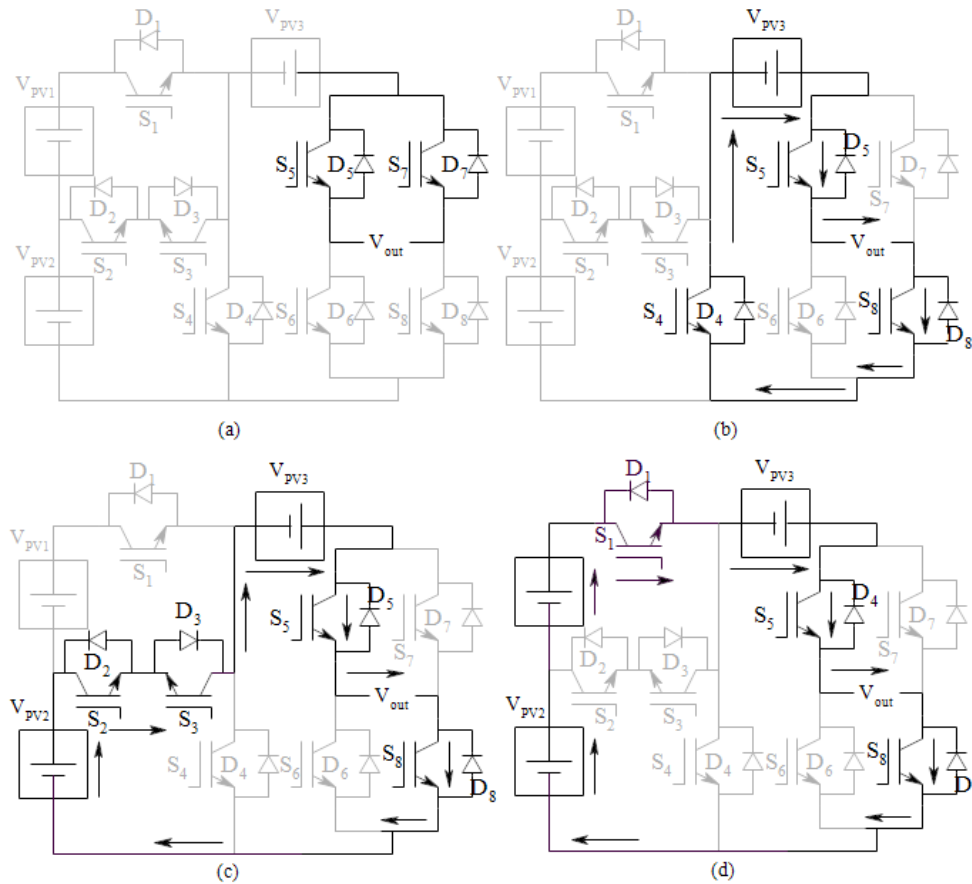 D1
VPV3
VPV1
S1
S5
D5
S7
D7
D2
D3
Vout
VPV2
S2
S3
S4
D4
S6
D6
S8
D8
(a)
D1
VPV3
VPV1
S1
S5
D5
S7
D7
D2
D3
Vout
VPV2
S2
S3
S4
D4
S6
D6
S8
D8
(b)
D1
VPV3
VPV1
S1
S5
D5
S7
D7
D3
D2
Vout
VPV2
S2
S3
S4
D4
S6
D6
S8
D8
(c)
D1
VPV3
S1
S5
D4
S7
D7
D2
D3
Vout
VPV2
S2
S3
S4
D4
S6
D6
S8
D
(d)